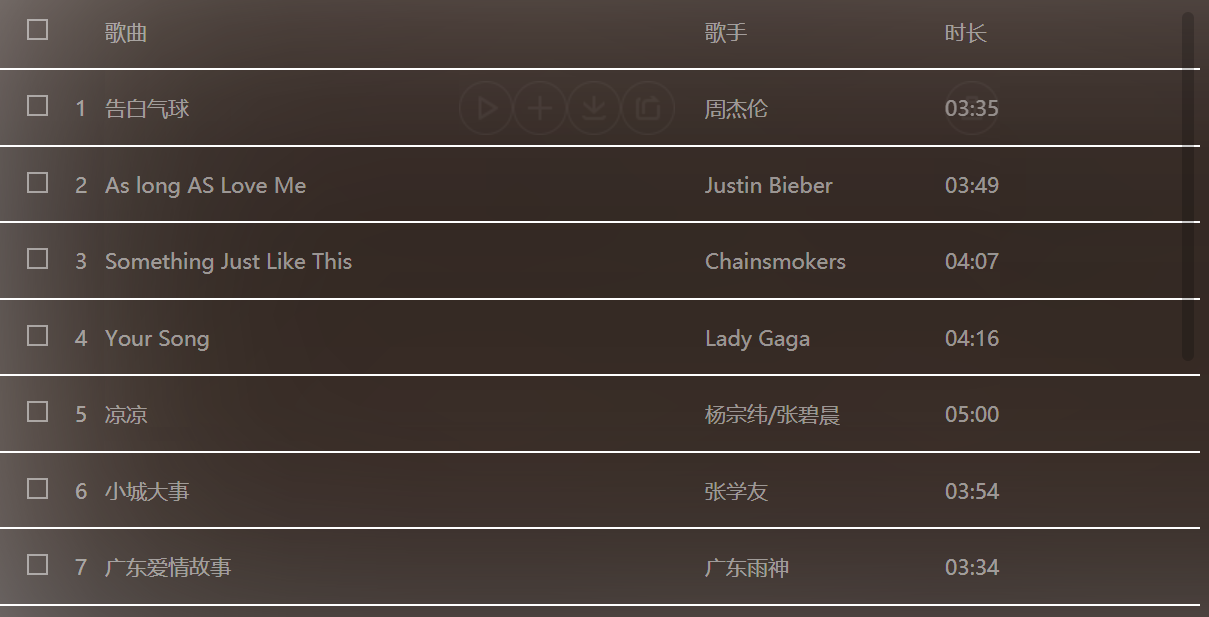 歌曲 歌手 时长
1 告白气球 周杰伦 03:35
2 As long AS Love Me Justin Bieber 03:49
3 Something Just Like This Chainsmokers 04:07
4 Your Song Lady Gaga 04:16
5 凉凉 杨宗纬/张碧晨 05:00
6 小城大事 张学友 03:54
7 广东爱情故事 广东雨神 03:34